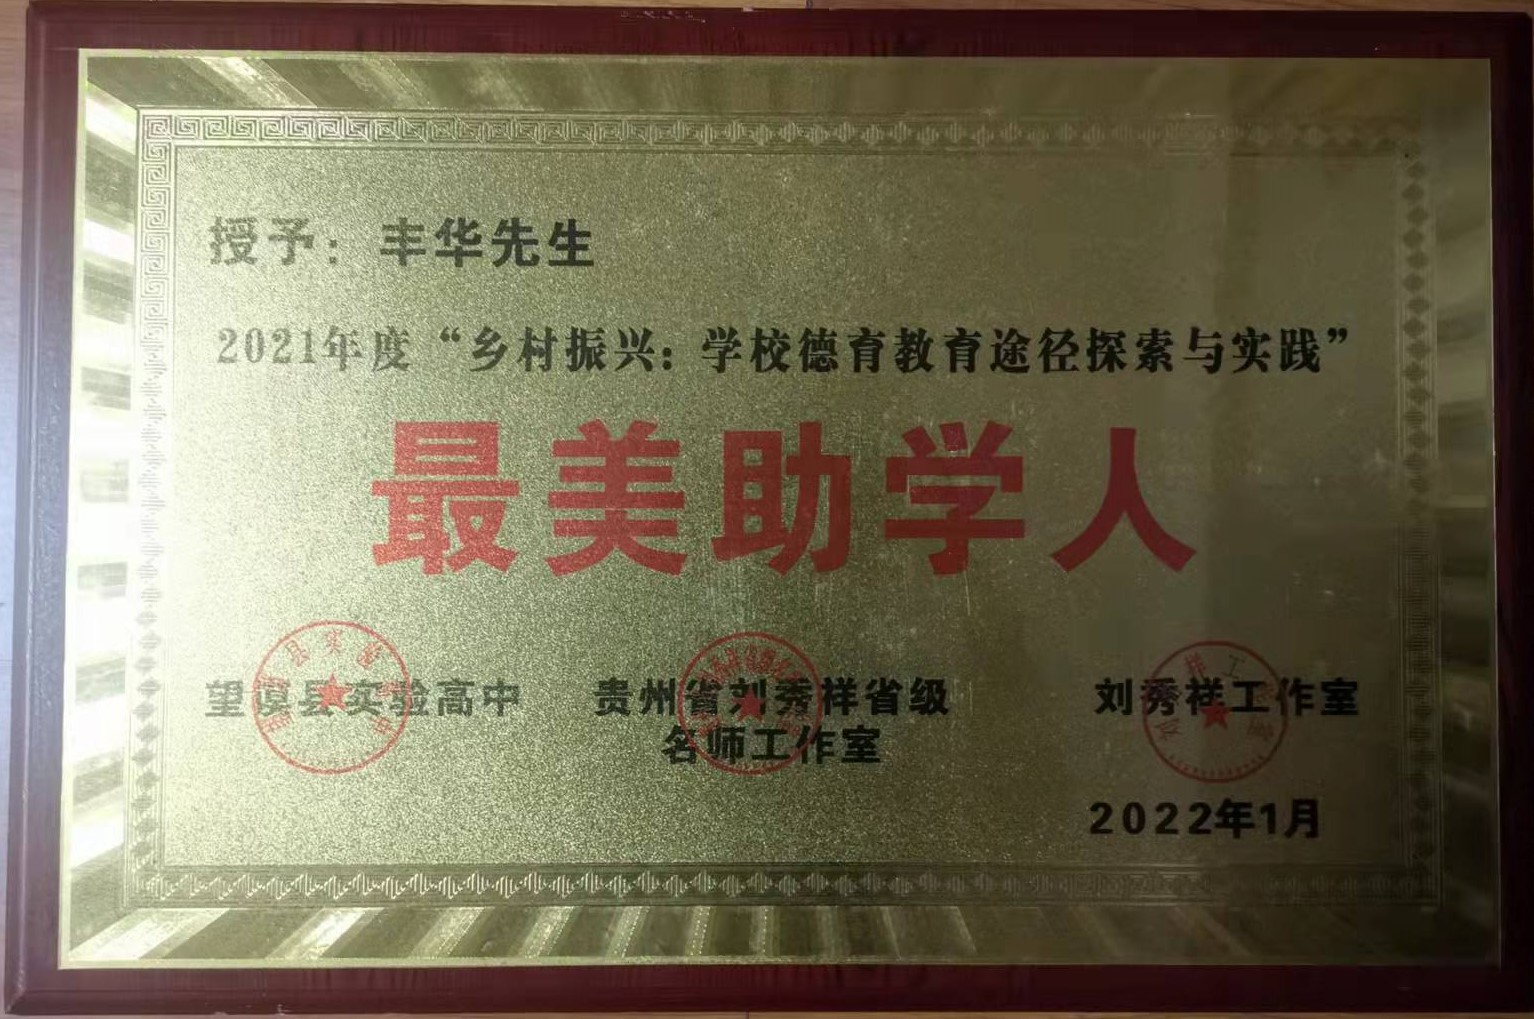 授予：丰华先生
2021年度“乡村振兴：学校德育教育途径探索与实践”
最美助学人
望谟县实验高中
贵州省刘秀祥省级
名师工作室
刘秀祥工作室
2022年1月